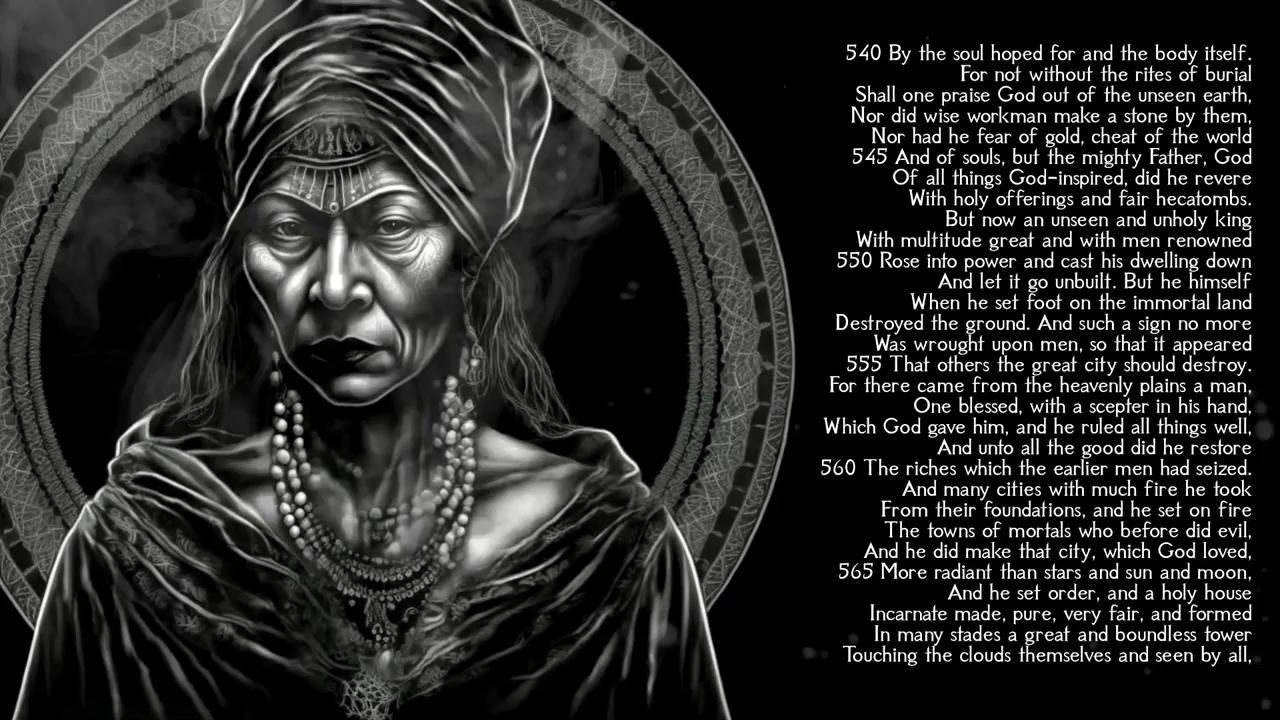 540 By the soul hoped for and the body itself.
For not without the rites of burial
Shall one praise God out of the unseen earth,
Nor did wise workman make a stone by them,
Nor had he fear of gold, cheat of the world
545 And of souls, but the mighty Father, God
Of all things God-inspired, did he revere
With holy offerings and fair hecatombs.
But now an unseen and unholy king
With multitude great and with men renowned
550 Rose into power and cast his dwelling down
And let it go unbuilt. But he himself
When he set foot on the immortal land
Destroyed the ground. And such a sign no more
Was wrought upon men, so that it appeared
555 That others the great city should destroy.
For there came from the heavenly plains a man,
One blessed, with a scepter in his hand,
Which God gave him, and he ruled all things well,
And unto all the good did he restore
560 The riches which the earlier men had seized.
And many cities with much fire he took
From their foundations, and he set on fire
The towns of mortals who before did evil,
And he did make that city, which God loved,
565 More radiant than stars and sun and moon,
And he set order, and a holy house
Incarnate made, pure, very fair, and formed
In many stades a great and boundless tower
Touching the clouds themselves and seen by all,